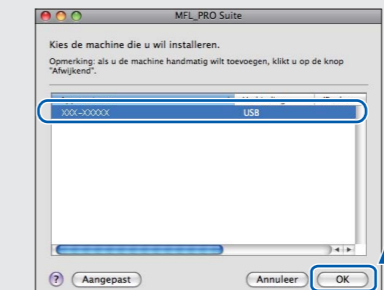 MFL_PRO Suite
Kies de machine die u wil installeren.
Opmerking: als u de machine handmatig wilt toevoegen, klikt u op de knop
"Afwijkend".
XXX-XXXXX USB
? Aangepast Annuleer OK